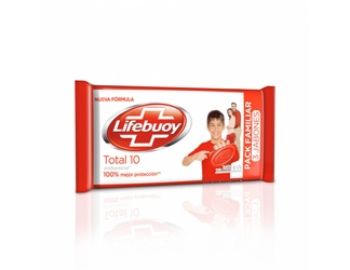 NUEVA FÓRMULA
Lifebuoy
Total 10
100% mejor protección*
PACK FAMILIAR
3 JABONES